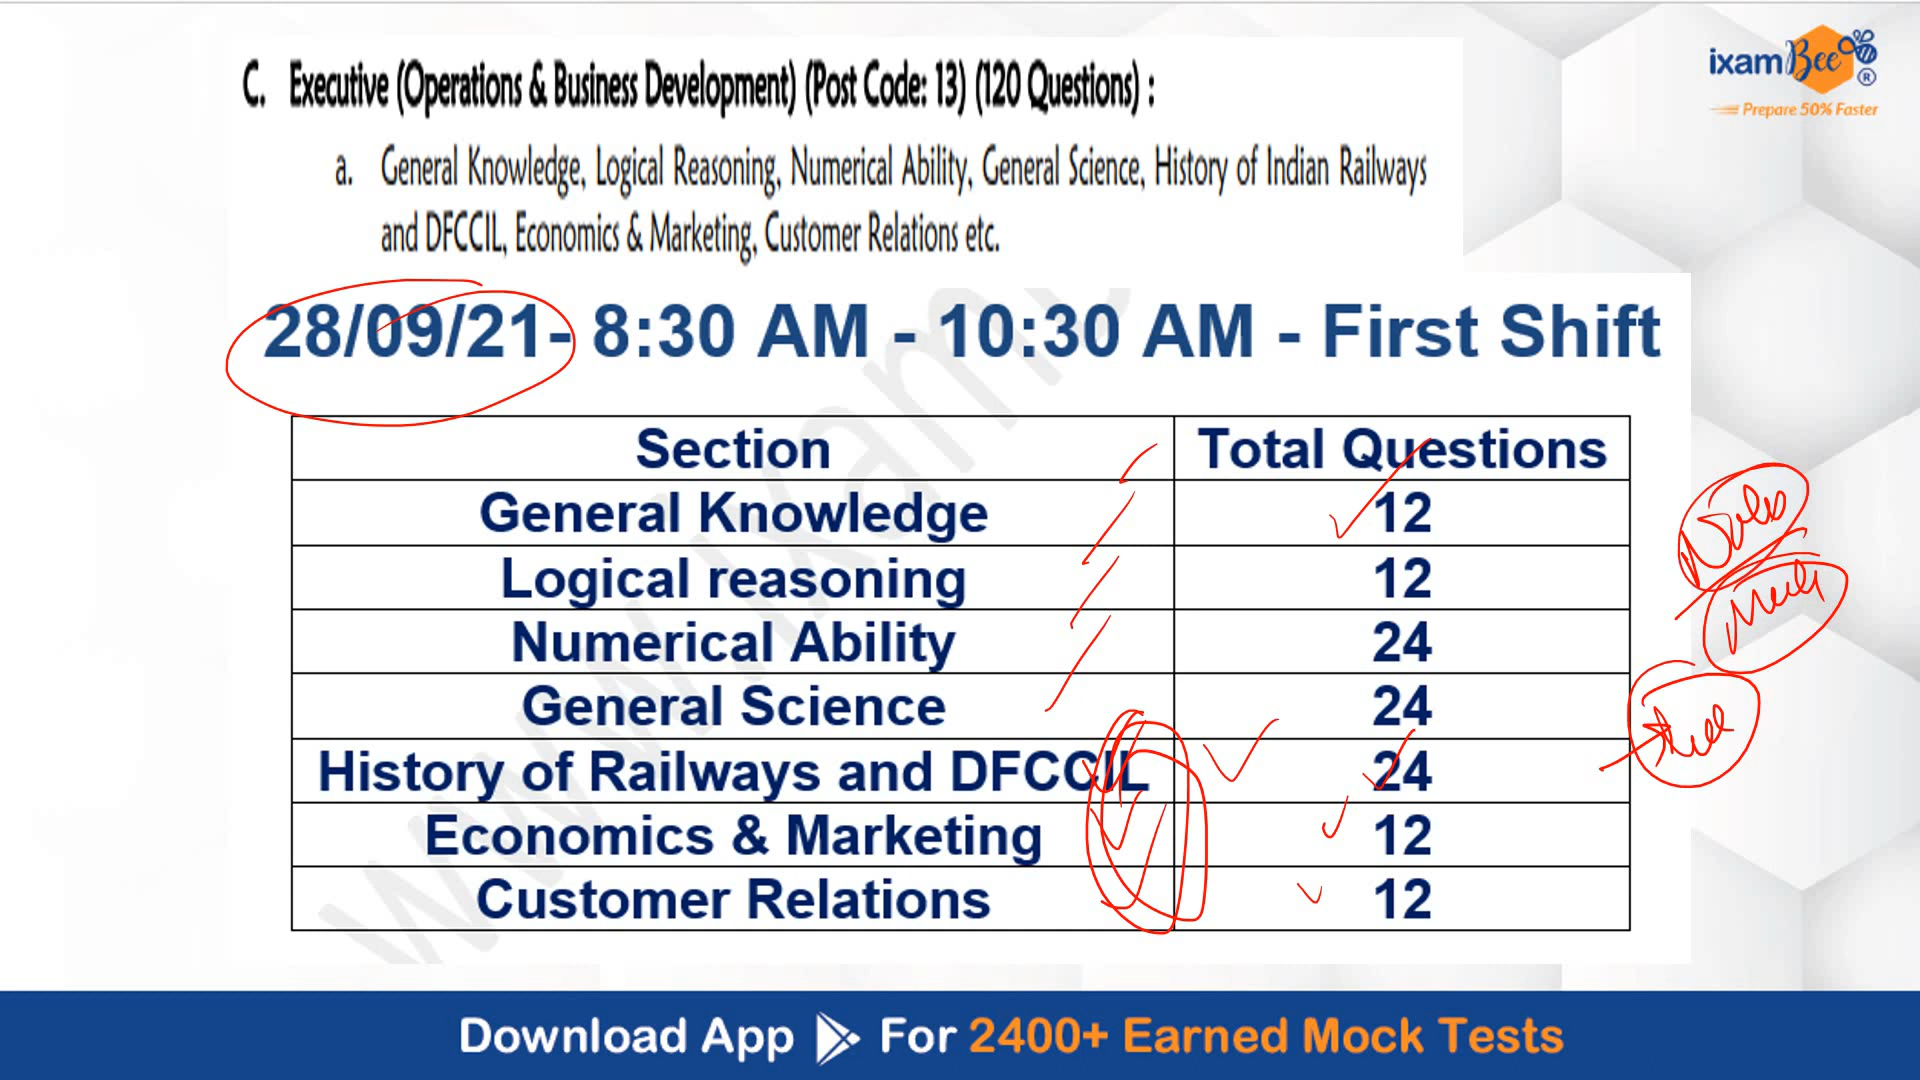 ixamBee
®
Prepare 50% Faster
C. Executive (Operations & Business Development) (Post Code: 13) (120 Questions) :
a. General Knowledge, Logical Reasoning, Numerical Ability, General Science, History of Indian Railways
and DFCCIL, Economics & Marketing, Customer Relations etc.
28/09/21- 8:30 AM - 10:30 AM - First Shift
Section Total Questions
General Knowledge 12
Logical reasoning 12
Numerical Ability 24
General Science 24
History of Railways and DFCCIL 24
Economics & Marketing 12
Customer Relations 12
Download App For 2400+ Earned Mock Tests